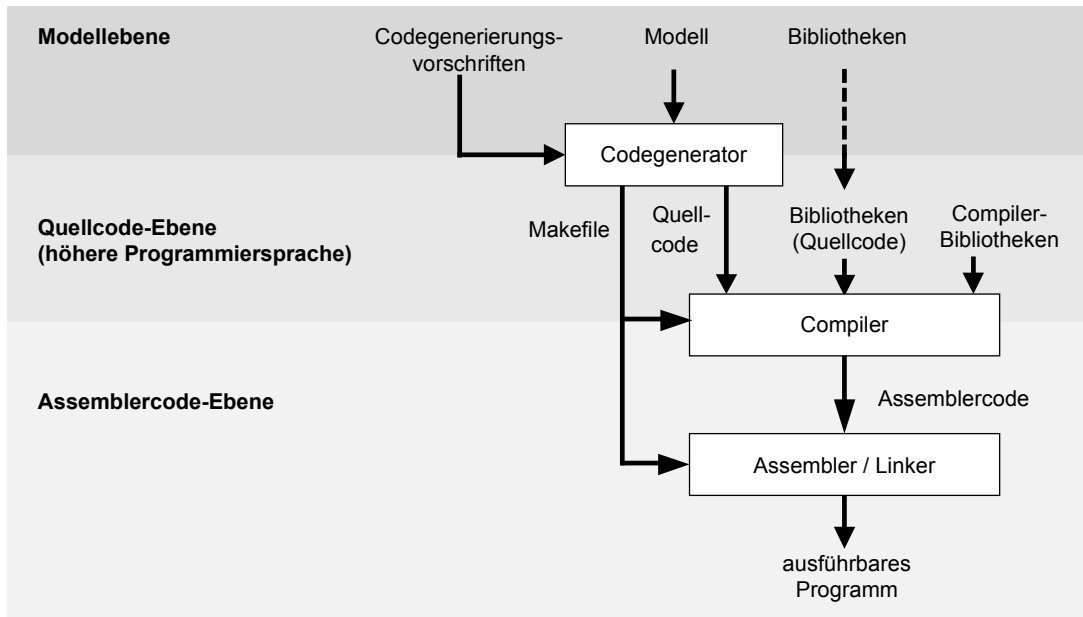 Modellebene
Codegenerierungs-
vorschriften
Modell
Bibliotheken
Codegenerator
Quellcode-Ebene
(höhere Programmiersprache)
Makefile
Quell-
code
Bibliotheken
(Quellcode)
Compiler-
Bibliotheken
Compiler
Assemblercode-Ebene
Assemblercode
Assembler / Linker
ausführbares
Programm